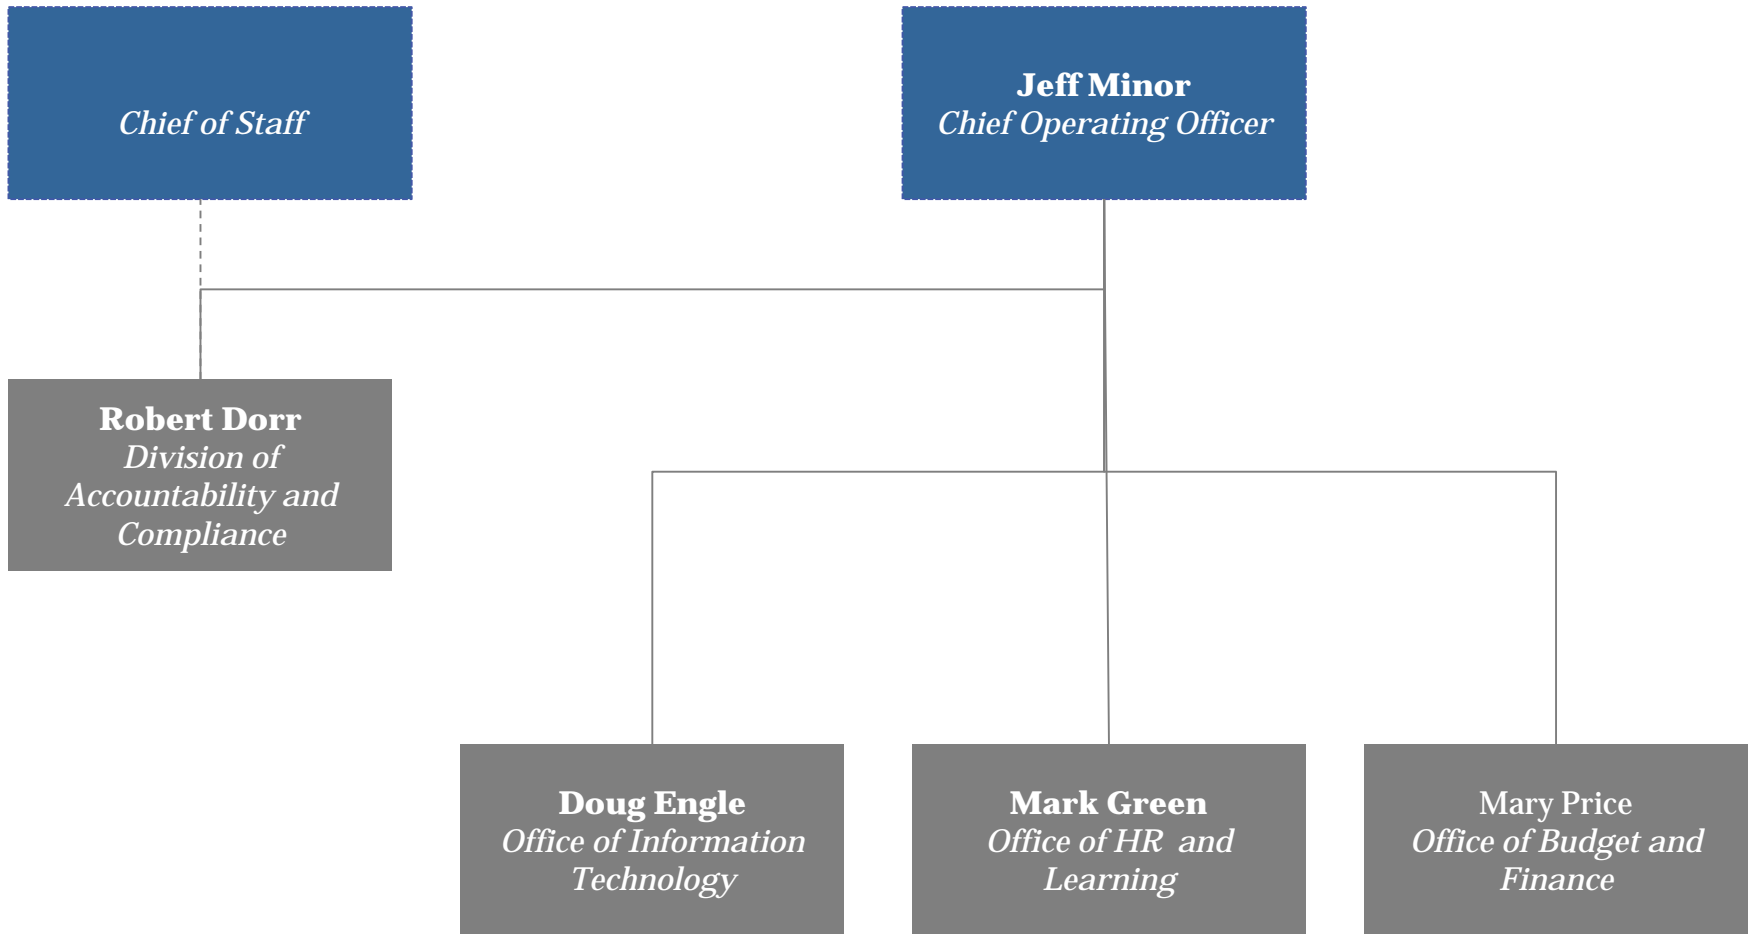 Chief of Staff
Jeff Minor
Chief Operating Officer
Robert Dorr
Division of
Accountability and
Compliance
Doug Engle
Office of Information
Technology
Mark Green
Office of HR  and
Learning
Mary Price
Office of Budget and
Finance